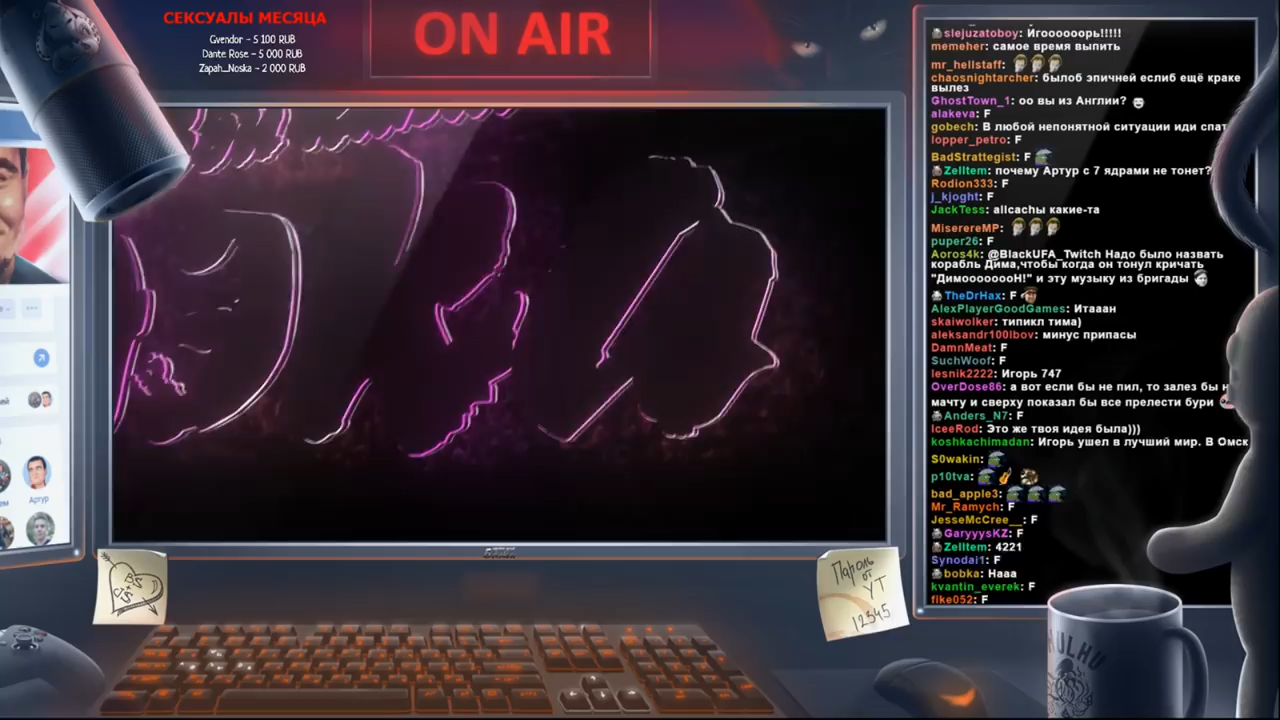 СЕКСУАЛЫ МЕСЯЦА
Gvendor - 5 100 RUB
Dante Rose - 5 000 RUB
Zapah_Noska - 2 000 RUB
ON AIR
slejuzatoboy: Йгооооооорь!!!!!
memeher: самое время выпить
mr_hellstaff:
chaosnightarcher: былоб эпичней еслиб ещё краке
вылез
GhostTown_1: оо вы из Англии?
alakeva: F
gobech: В любой непонятной ситуации иди спат
lopper_petro: F
BadStrattegist: F
Zelltem: почему Артур с 7 ядрами не тонет?
Rodion333: F
j_kjoght: F
JackTess: allcachы какие-та
MiserereMP:
puper26: F
Aoros4k: @BlackUFA_Twitch Надо было назвать
корабль Дима,чтобы когда он тонул кричать
"ДимоооооооН!" и эту музыку из бригады
TheDrHax: F
AlexPlayerGoodGames: Итааан
skaiwolker: типикл тима)
aleksandr100lbov: минус припасы
DamnMeat: F
SuchWoof: F
lesnik2222: Игорь 747
OverDose86: а вот если бы не пил, то залез бы н
мачту и сверху показал бы все прелести бури
Anders_N7: F
IceeRod: Это же твоя идея была)))
koshkachimadan: Игорь ушел в лучший мир. В Омск
S0wakin:
p10tva:
bad_apple3:
Mr_Ramych: F
JesseMcCree__: F
GaryyysKZ: F
Zelltem: 4221
Synodai1: F
bobka: Нааа
kvantin_everek: F
fike052: F
Артур
BS
+
JS
Пароль
от
YT
12345